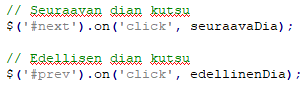 // Seuraavan dian kutsu
$('#next').on('click', seuraavaDia);
// Edellisen dian kutsu
$('#prev').on('click', edellinenDia);